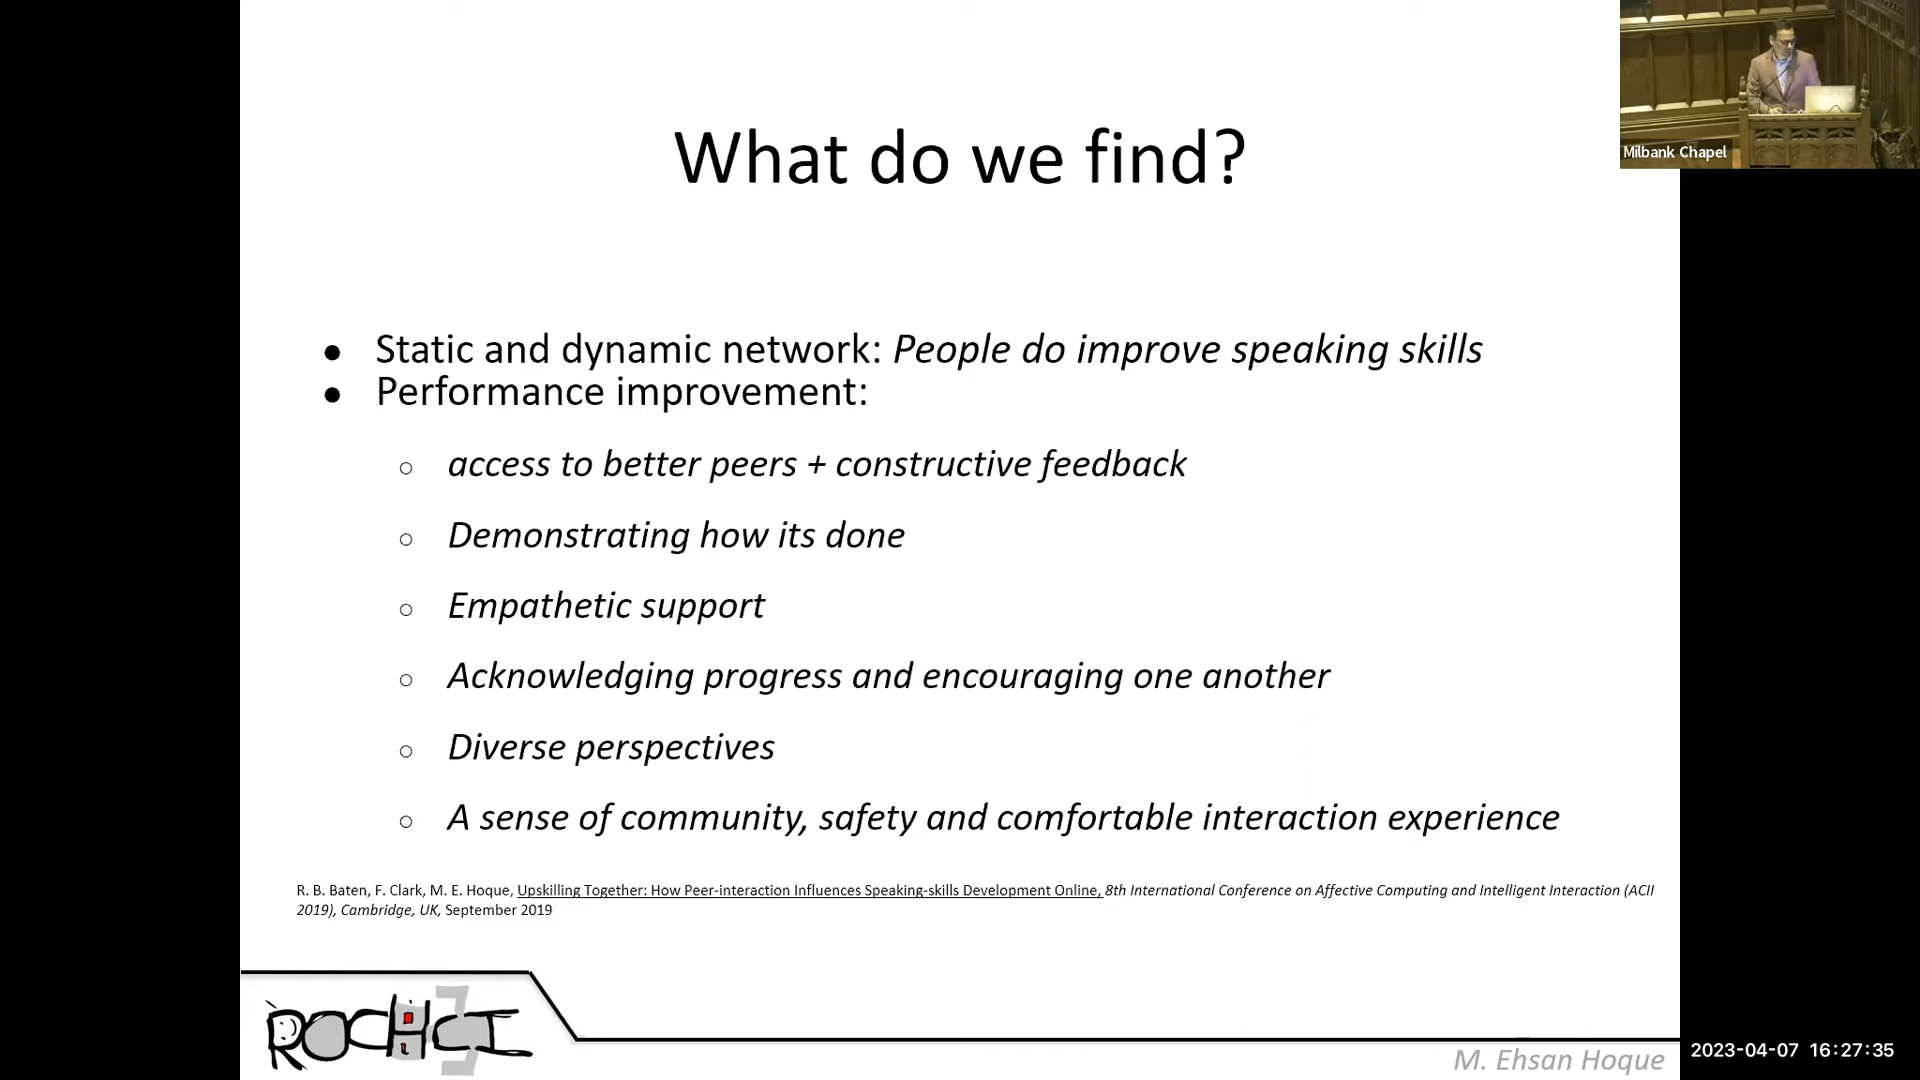 What do we find?
Milbank Chapel
● Static and dynamic network: People do improve speaking skills
● Performance improvement:
○ access to better peers + constructive feedback
○ Demonstrating how its done
○ Empathetic support
○ Acknowledging progress and encouraging one another
○ Diverse perspectives
○ A sense of community, safety and comfortable interaction experience
R. B. Baten, F. Clark, M. E. Hoque, Upskilling Together: How Peer-interaction Influences Speaking-skills Development Online, 8th International Conference on Affective Computing and Intelligent Interaction (ACII
2019), Cambridge, UK, September 2019
ROCHCI
M. Ehsan Hoque
2023-04-07 16:27:35